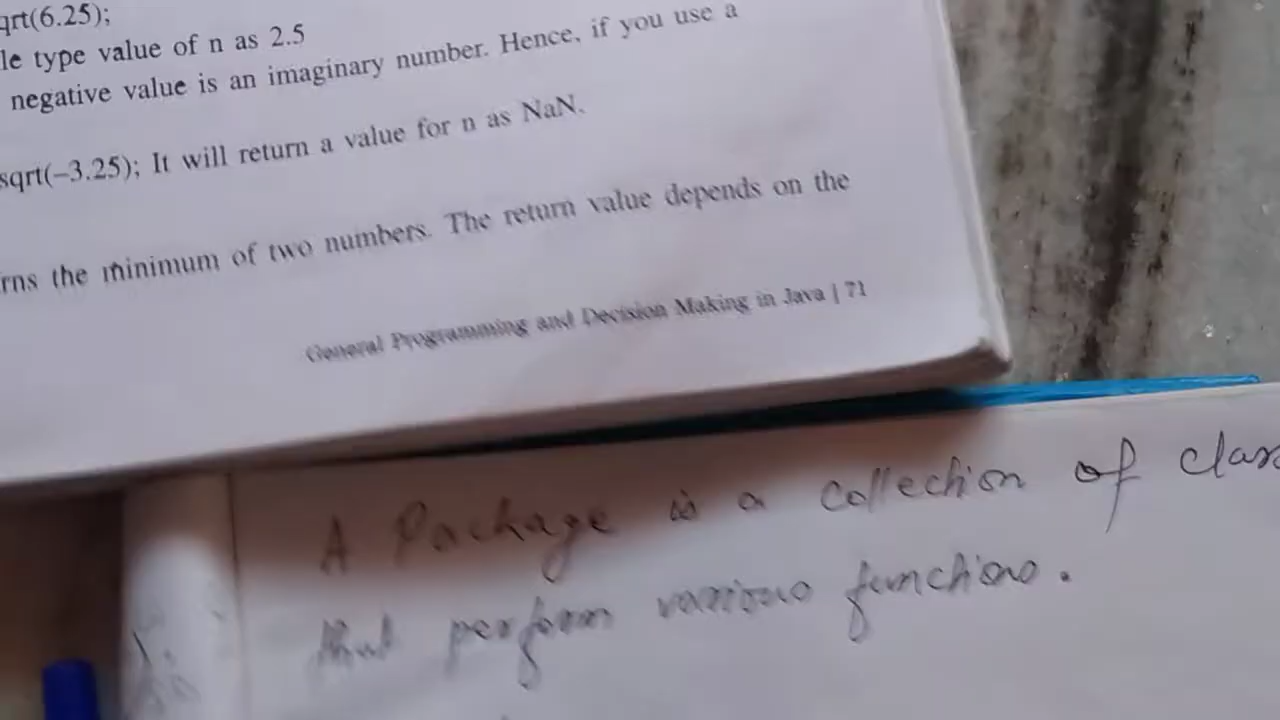 qrt(6.25);
le type value of n as 2.5
negative value is an imaginary number. Hence, if you use a
sqrt(–3.25); It will return a value for n as NaN.
rns the minimum of two numbers. The return value depends on the
General Programming and Decision Making in Java | 71
A Package is a collection of clas
that perform various functions.